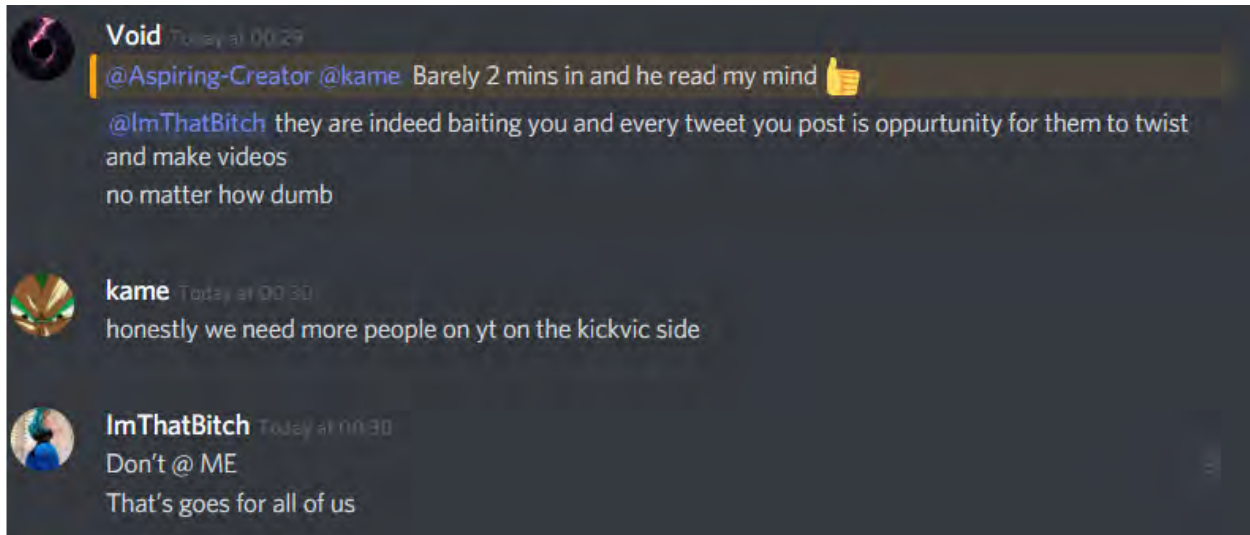 Void Today at 00:29
@Aspiring-Creator @kame Barely 2 mins in and he read my mind
@ImThatBitch they are indeed baiting you and every tweet you post is oppurtunity for them to twist
and make videos
no matter how dumb
kame Today at 00:30
honestly we need more people on yt on the kickvic side
ImThatBitch Today at 00:30
Don't @ ME
That's goes for all of us